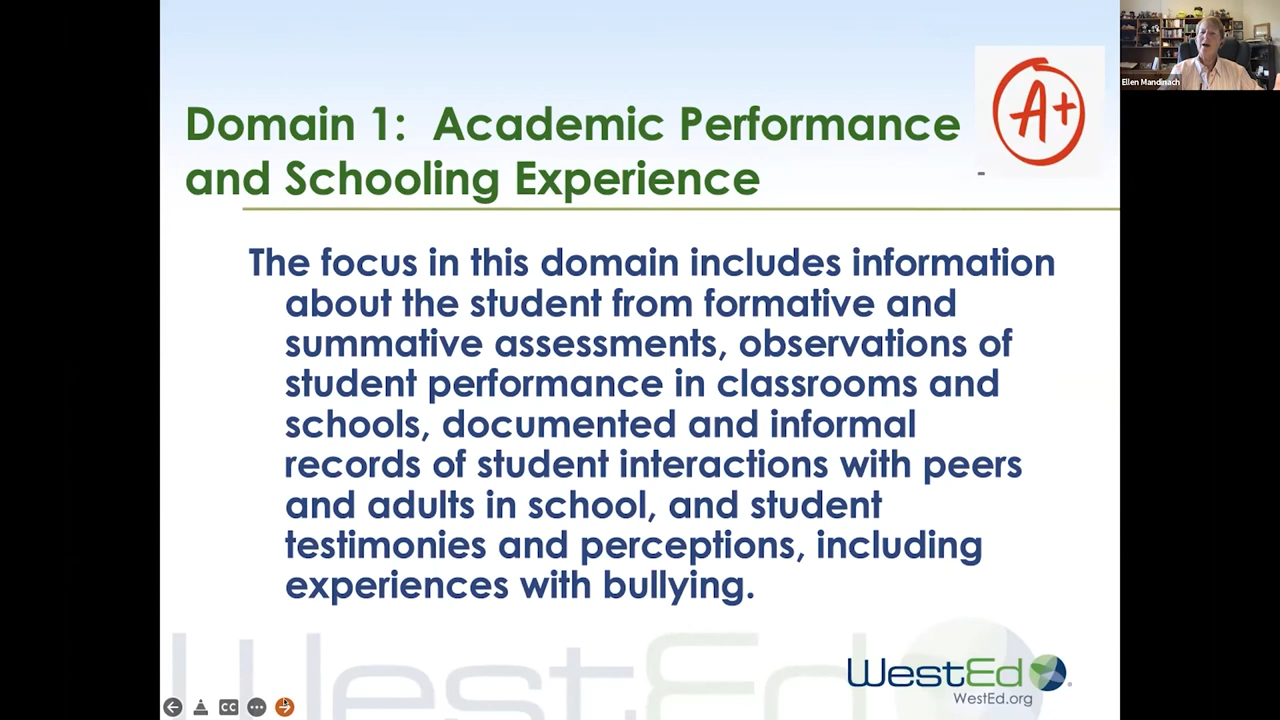 Domain 1: Academic Performance
and Schooling Experience
A+
-
Ellen Mandinach
The focus in this domain includes information
about the student from formative and
summative assessments, observations of
student performance in classrooms and
schools, documented and informal
records of student interactions with peers
and adults in school, and student
testimonies and perceptions, including
experiences with bullying.
WestEd
WestEd
WestEd.org
CC